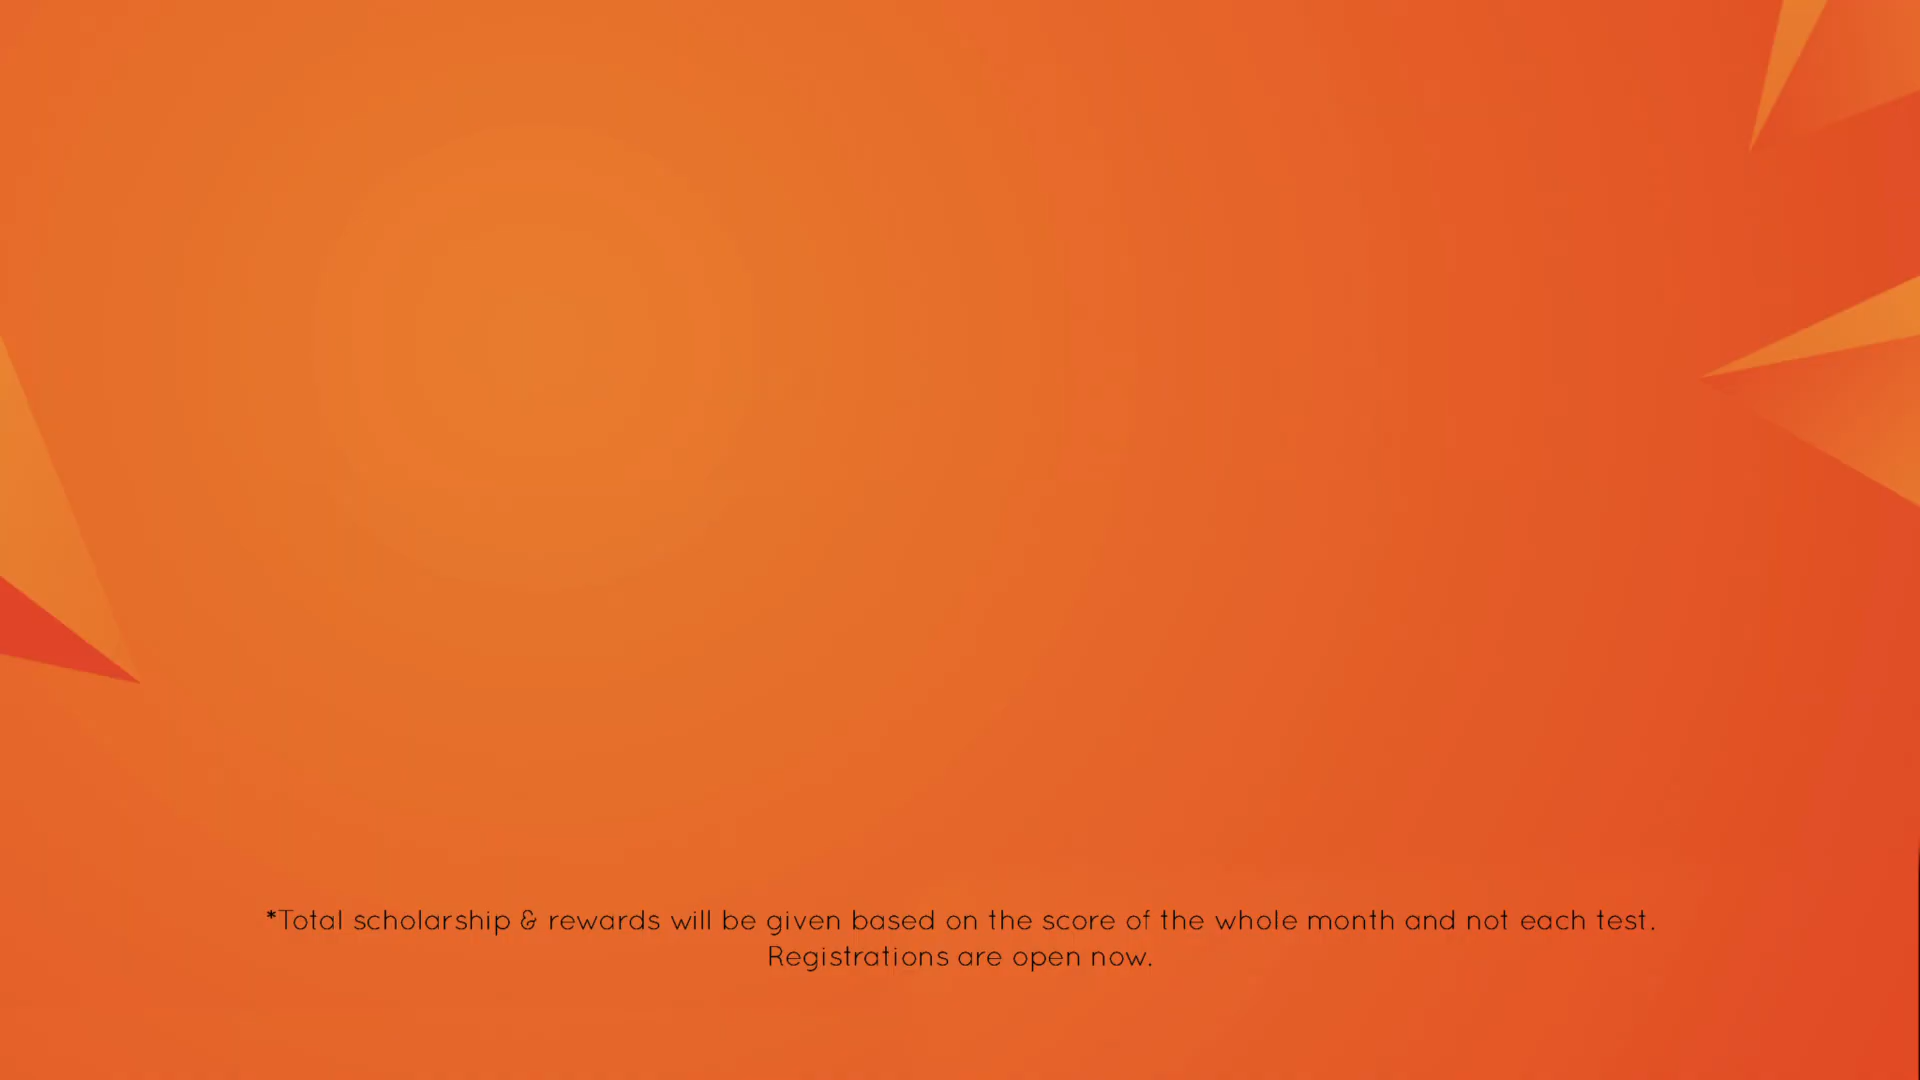 *Total scholarship & rewards will be given based on the score of the whole month and not each test.
Registrations are open now.